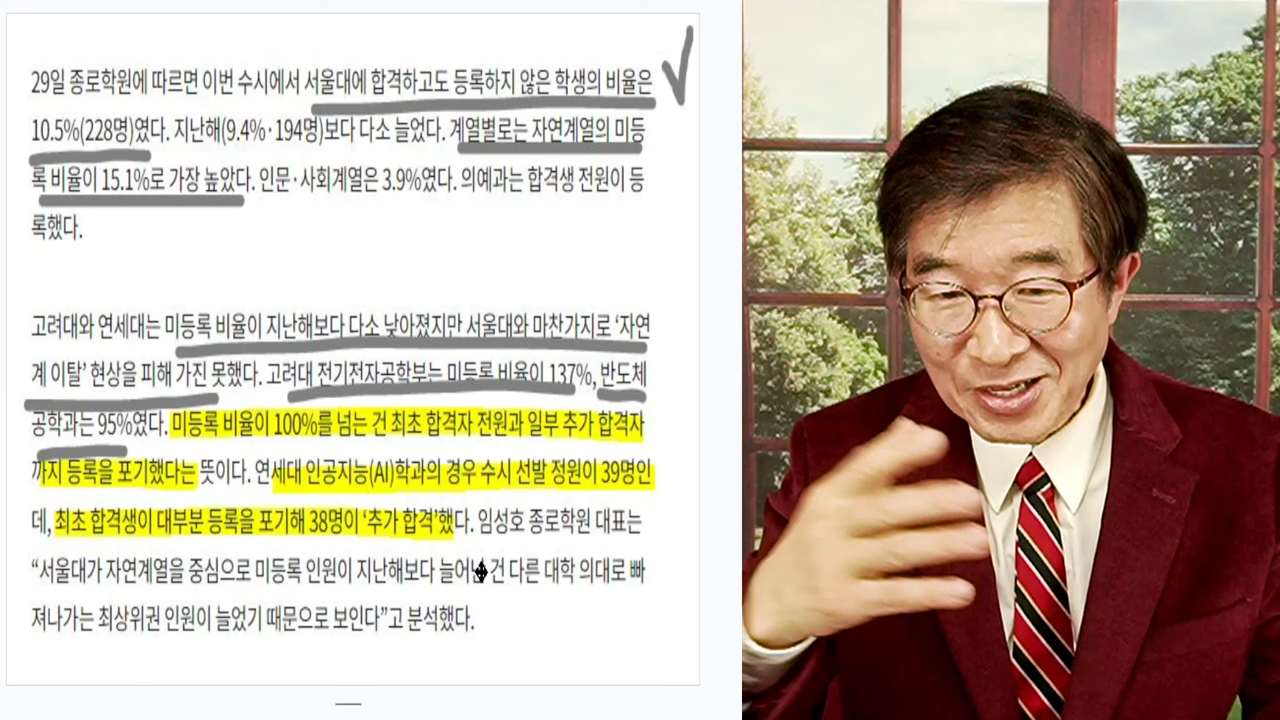 29일 종로학원에 따르면 이번 수시에서 서울대에 합격하고도 등록하지 않은 학생의 비율은
10.5%(228명)였다. 지난해(9.4%·194명)보다 다소 늘었다. 계열별로는 자연계열의 미등
록 비율이 15.1%로 가장 높았다. 인문·사회계열은 3.9%였다. 의예과는 합격생 전원이 등
록했다.
고려대와 연세대는 미등록 비율이 지난해보다 다소 낮아졌지만 서울대와 마찬가지로 ‘자연
계 이탈’ 현상을 피해 가진 못했다. 고려대 전기전자공학부는 미등록 비율이 137%, 반도체
공학과는 95%였다. 미등록 비율이 100%를 넘는 건 최초 합격자 전원과 일부 추가 합격자
까지 등록을 포기했다는 뜻이다. 연세대 인공지능(AI)학과의 경우 수시 선발 정원이 39명인
데, 최초 합격생이 대부분 등록을 포기해 38명이 ‘추가 합격’했다. 임성호 종로학원 대표는
“서울대가 자연계열을 중심으로 미등록 인원이 지난해보다 늘어난 건 다른 대학 의대로 빠
져나가는 최상위권 인원이 늘었기 때문으로 보인다”고 분석했다.